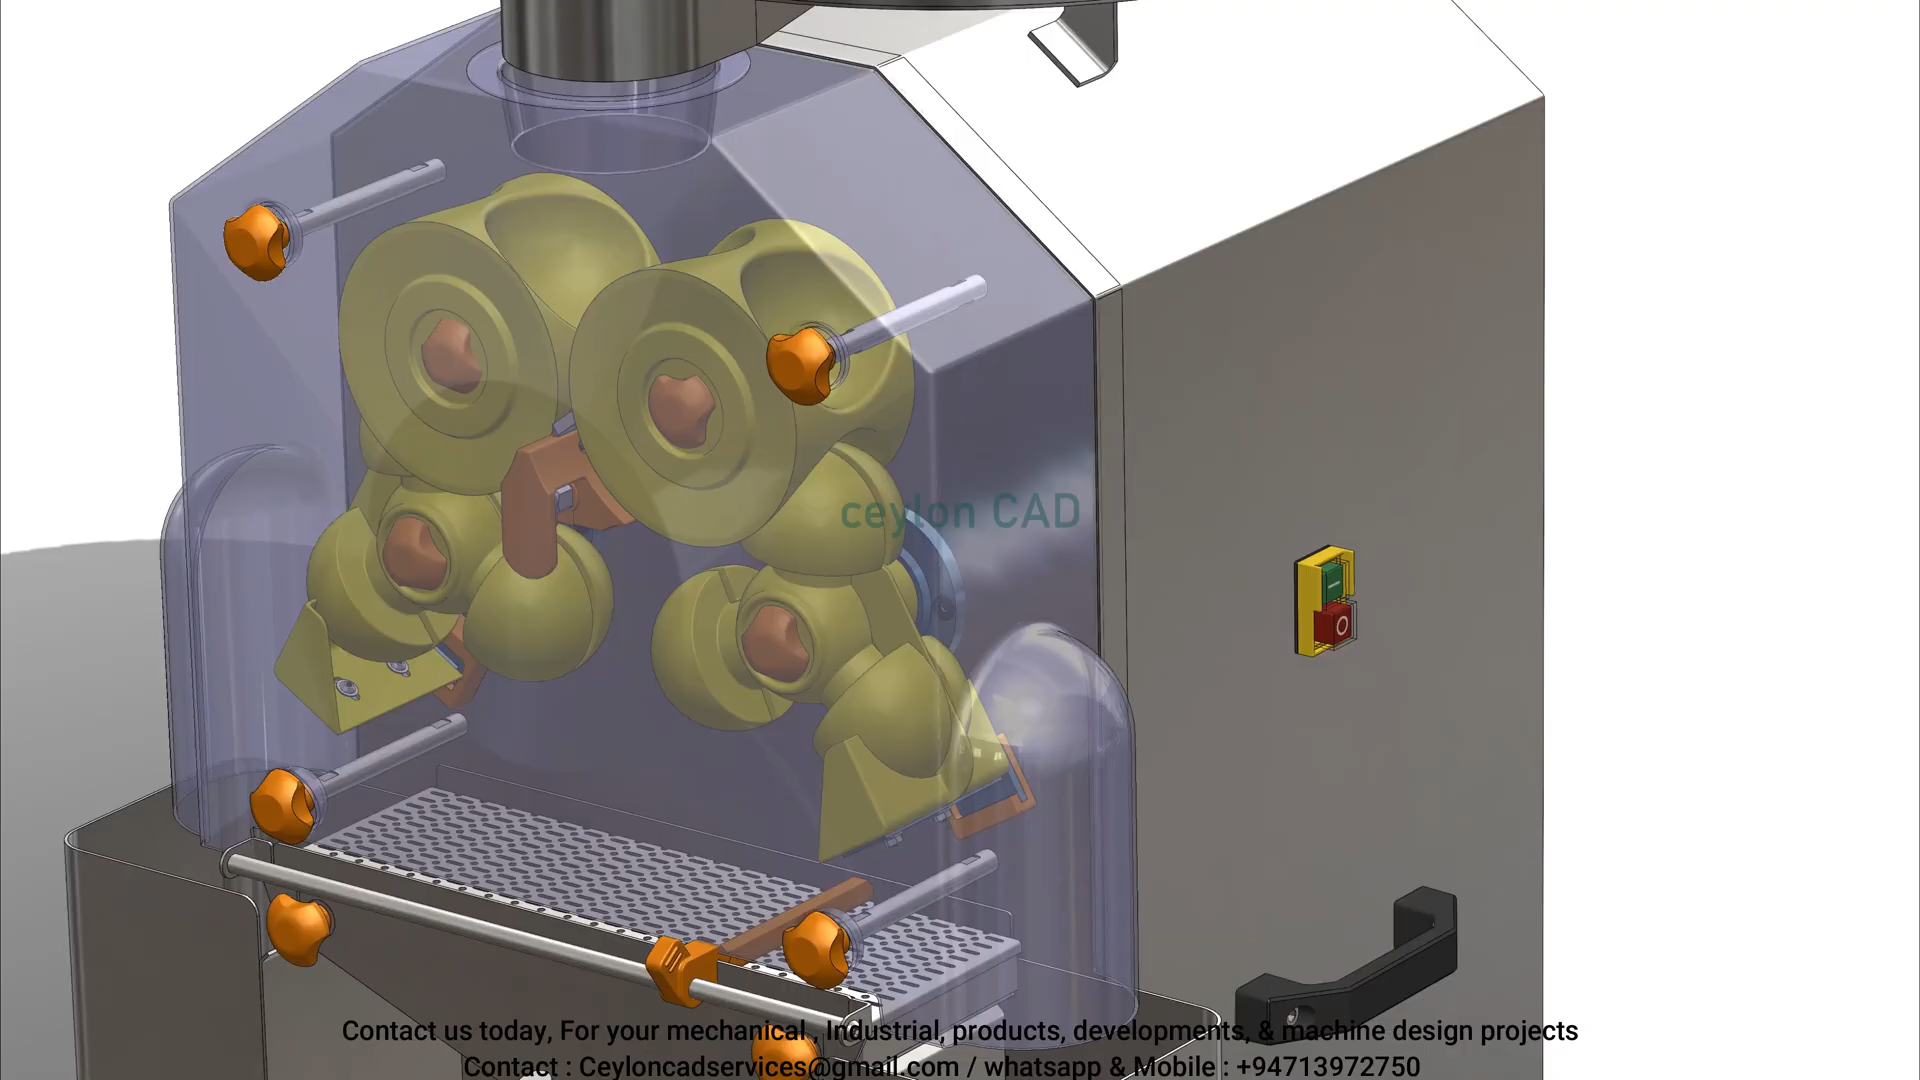 ceylon CAD
Contact us today, For your mechanical , Industrial, products, developments, & machine design projects
Contact : Ceyloncadservices@gmail.com / whatsapp & Mobile : +94713972750